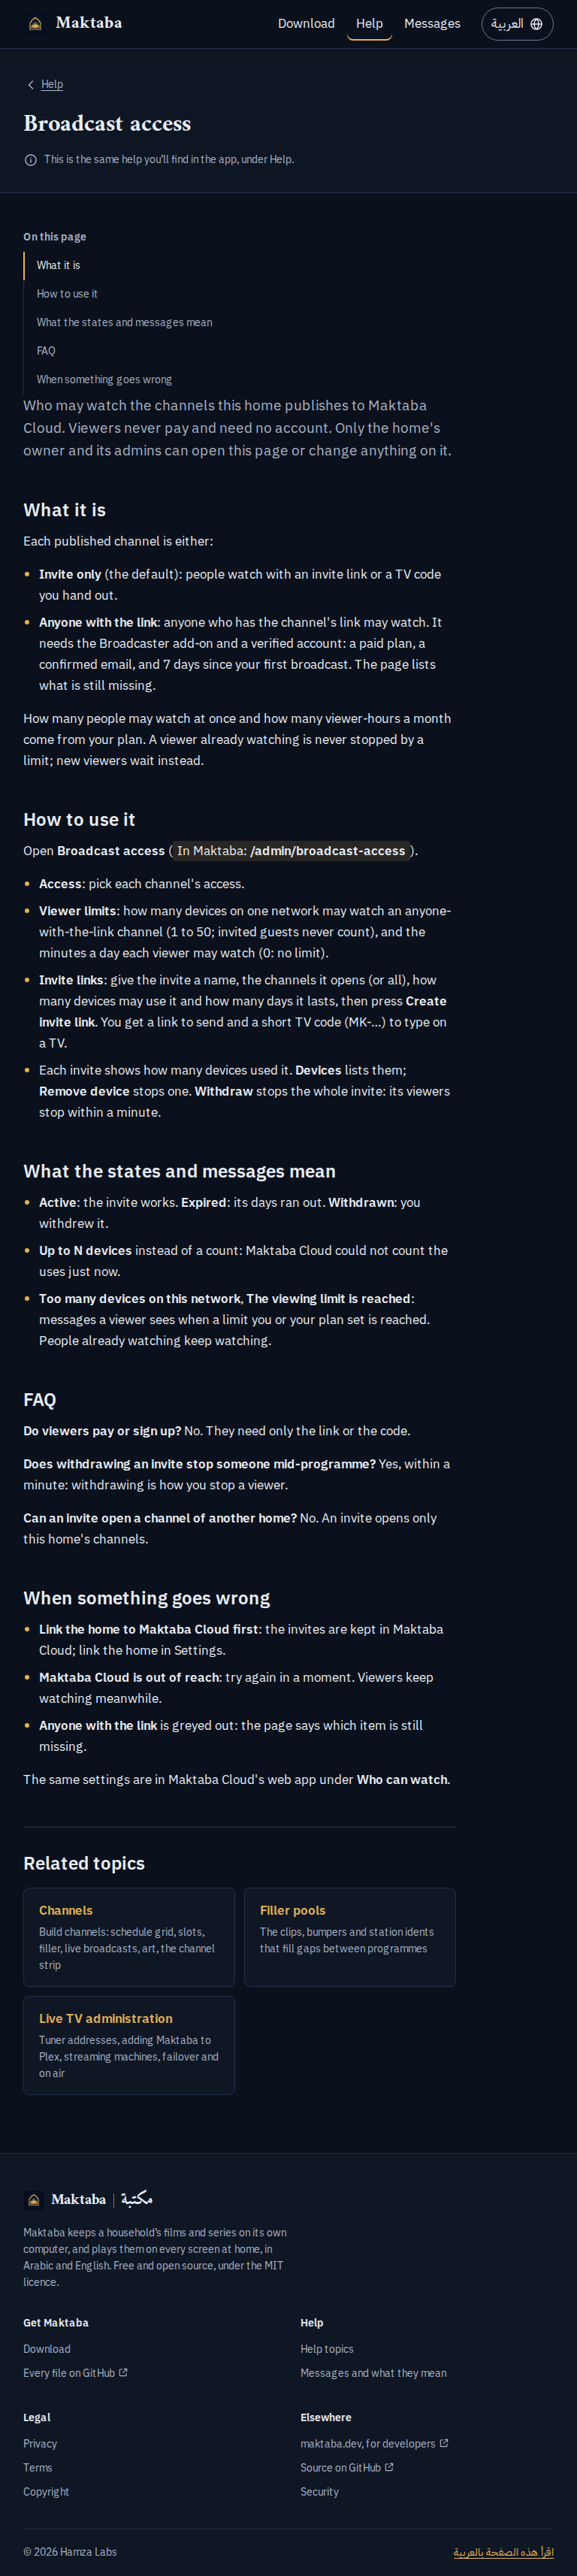 Maktaba
Download Help Messages العربية
Help
Broadcast access
This is the same help you'll find in the app, under Help.
On this page
What it is
How to use it
What the states and messages mean
FAQ
When something goes wrong
Who may watch the channels this home publishes to Maktaba
Cloud. Viewers never pay and need no account. Only the home's
owner and its admins can open this page or change anything on it.
What it is
Each published channel is either:
Invite only (the default): people watch with an invite link or a TV code
you hand out.
Anyone with the link: anyone who has the channel's link may watch. It
needs the Broadcaster add-on and a verified account: a paid plan, a
confirmed email, and 7 days since your first broadcast. The page lists
what is still missing.
How many people may watch at once and how many viewer-hours a month
come from your plan. A viewer already watching is never stopped by a
limit; new viewers wait instead.
How to use it
Open Broadcast access ( In Maktaba: /admin/broadcast-access ).
Access: pick each channel's access.
Viewer limits: how many devices on one network may watch an anyone-
with-the-link channel (1 to 50; invited guests never count), and the
minutes a day each viewer may watch (0: no limit).
Invite links: give the invite a name, the channels it opens (or all), how
many devices may use it and how many days it lasts, then press Create
invite link. You get a link to send and a short TV code (MK-…) to type on
a TV.
Each invite shows how many devices used it. Devices lists them;
Remove device stops one. Withdraw stops the whole invite: its viewers
stop within a minute.
What the states and messages mean
Active: the invite works. Expired: its days ran out. Withdrawn: you
withdrew it.
Up to N devices instead of a count: Maktaba Cloud could not count the
uses just now.
Too many devices on this network, The viewing limit is reached:
messages a viewer sees when a limit you or your plan set is reached.
People already watching keep watching.
FAQ
Do viewers pay or sign up? No. They need only the link or the code.
Does withdrawing an invite stop someone mid-programme? Yes, within a
minute: withdrawing is how you stop a viewer.
Can an invite open a channel of another home? No. An invite opens only
this home's channels.
When something goes wrong
Link the home to Maktaba Cloud first: the invites are kept in Maktaba
Cloud; link the home in Settings.
Maktaba Cloud is out of reach: try again in a moment. Viewers keep
watching meanwhile.
Anyone with the link is greyed out: the page says which item is still
missing.
The same settings are in Maktaba Cloud's web app under Who can watch.
Related topics
Channels
Build channels: schedule grid, slots,
filler, live broadcasts, art, the channel
strip
Filler pools
The clips, bumpers and station idents
that fill gaps between programmes
Live TV administration
Tuner addresses, adding Maktaba to
Plex, streaming machines, failover and
on air
Maktaba | مكتبة
Maktaba keeps a household's films and series on its own
computer, and plays them on every screen at home, in
Arabic and English. Free and open source, under the MIT
licence.
Get Maktaba
Download
Every file on GitHub
Help
Help topics
Messages and what they mean
Legal
Privacy
Terms
Copyright
Elsewhere
maktaba.dev, for developers
Source on GitHub
Security
© 2026 Hamza Labs
اقرأ هذه الصفحة بالعربية